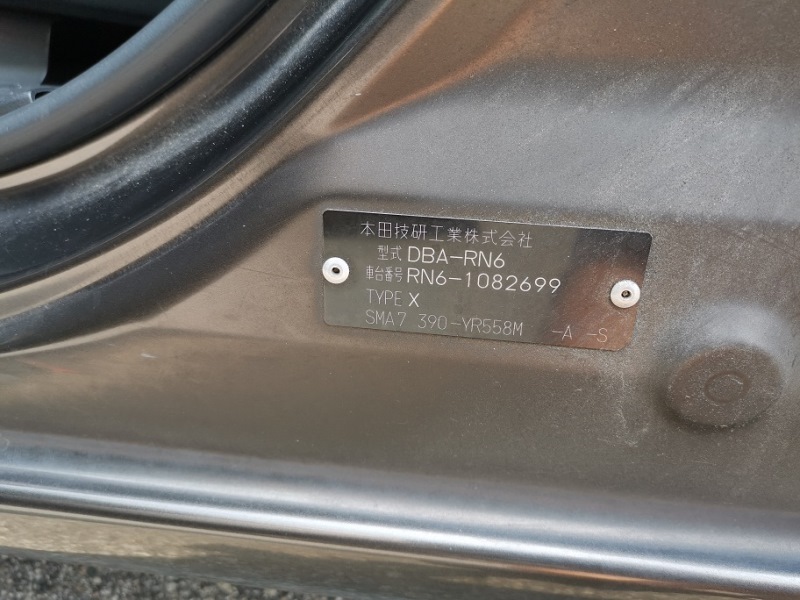 本田技研工業株式会社
型式 DBA-RN6
車台番号 RN6-1082699
TYPE X
SMA7 390-YR558M -A -S